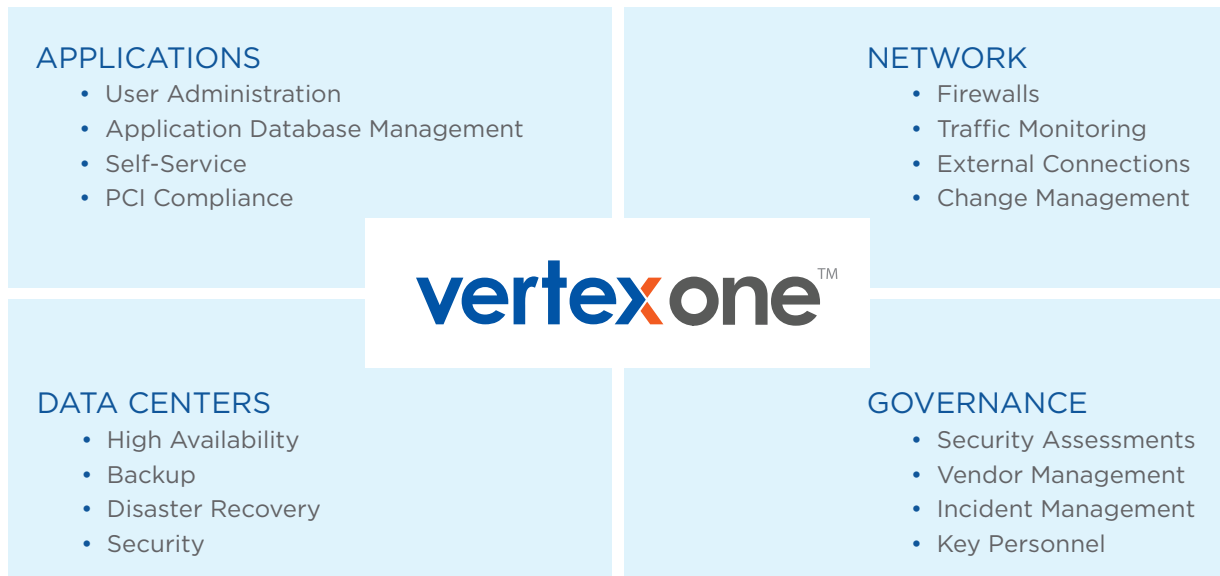 APPLICATIONS
• User Administration
• Application Database Management
• Self-Service
• PCI Compliance
NETWORK
• Firewalls
• Traffic Monitoring
• External Connections
• Change Management
vertexone™
DATA CENTERS
• High Availability
• Backup
• Disaster Recovery
• Security
GOVERNANCE
• Security Assessments
• Vendor Management
• Incident Management
• Key Personnel